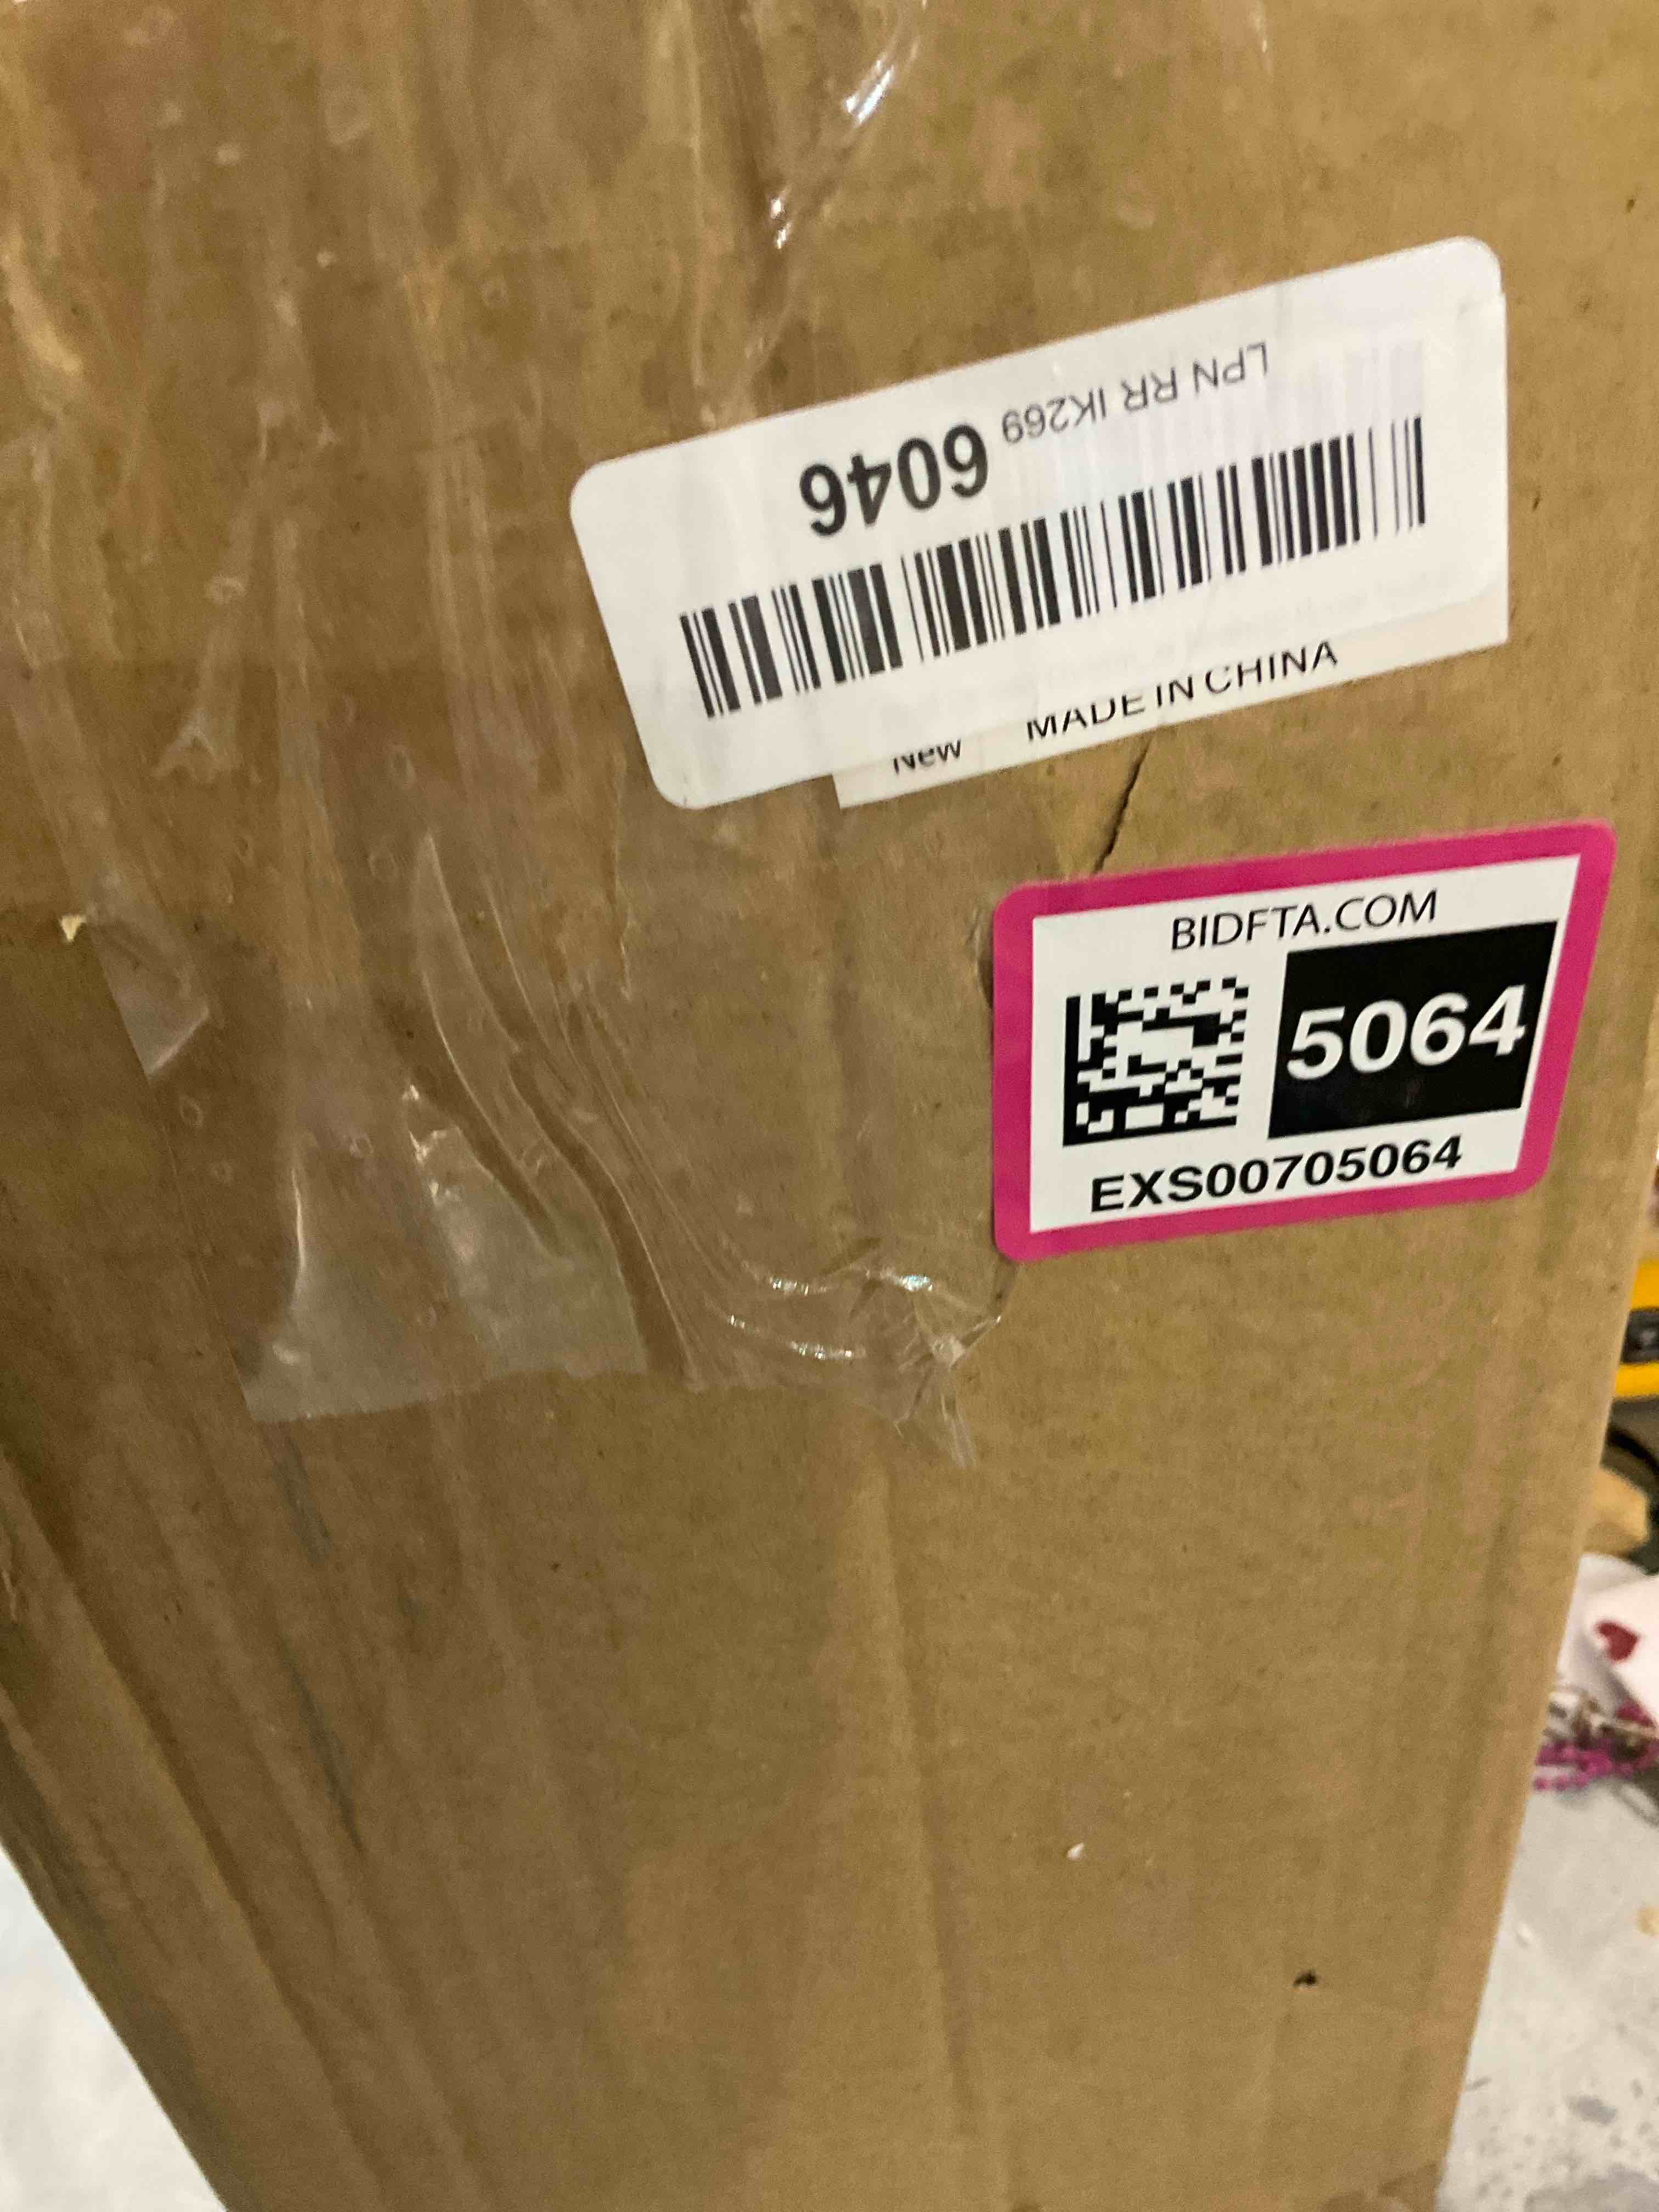 LPN RR IK269 6046
New MADE IN CHINA
BIDFTA.COM
5064
EXS00705064